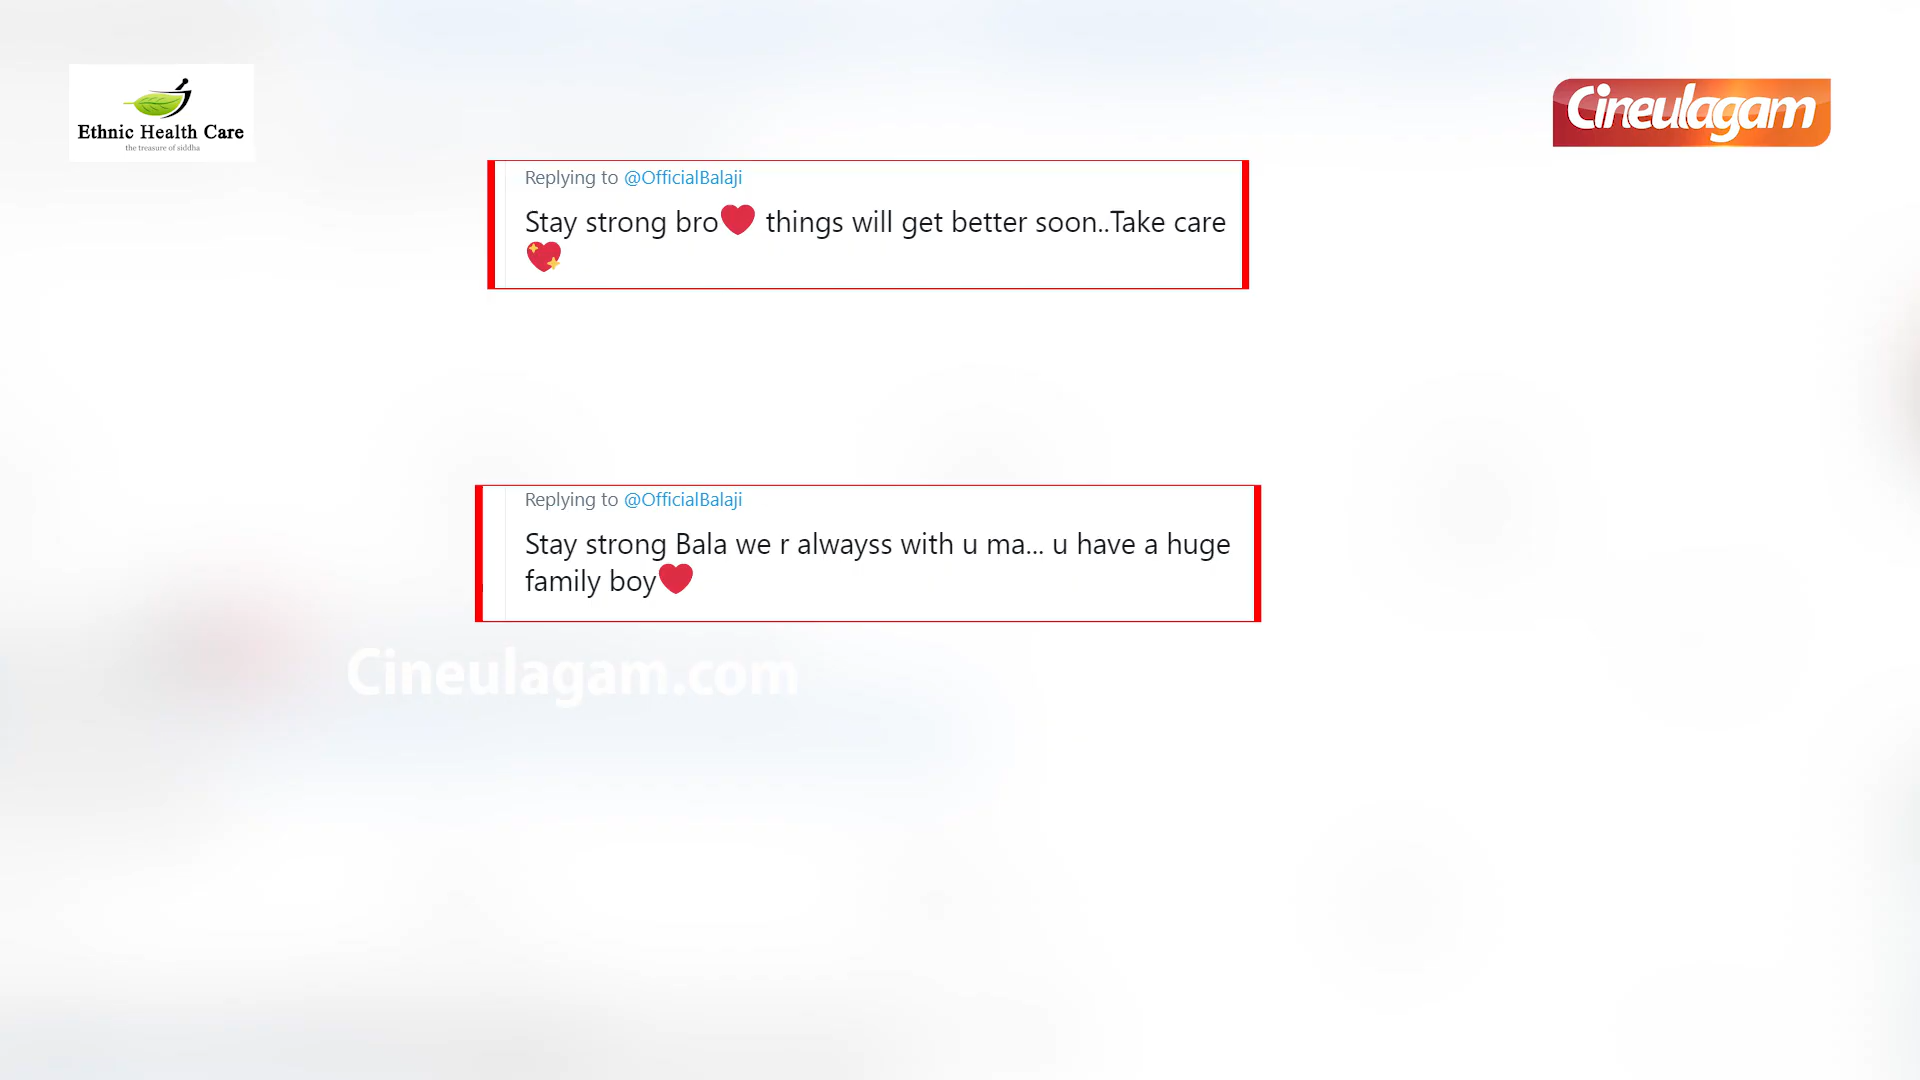 Ethnic Health Care
the treasure of siddha
Cineulagam
Replying to @OfficialBalaji
Stay strong bro❤️ things will get better soon..Take care
💖
Replying to @OfficialBalaji
Stay strong Bala we r alwayss with u ma... u have a huge
family boy❤️
Cineulagam.com